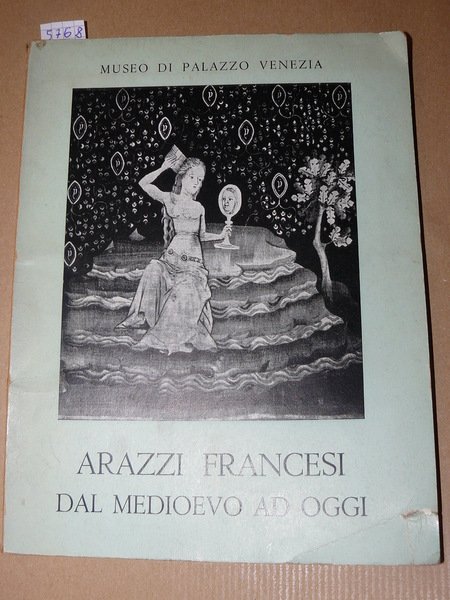 5768
MUSEO DI PALAZZO VENEZIA
ARAZZI FRANCESI
DAL MEDIOEVO AD OGGI